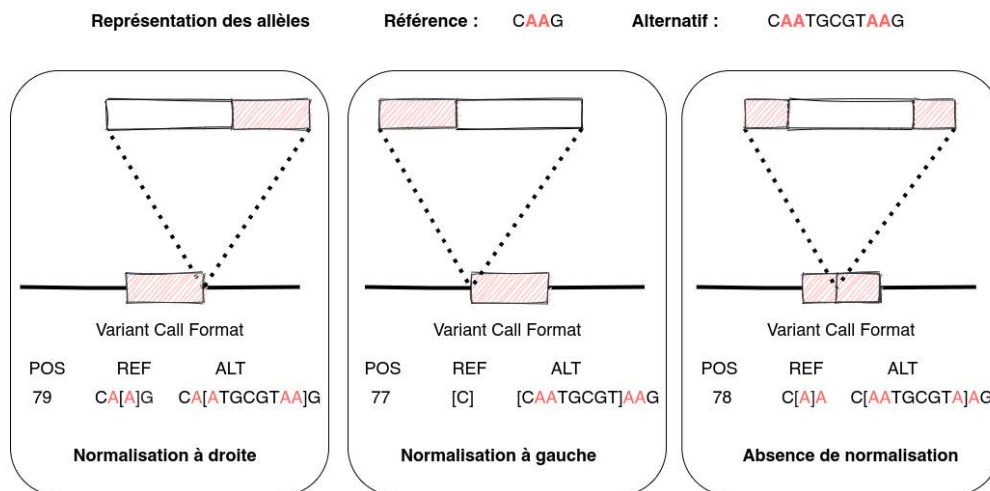 Représentation des allèles Référence : CAAG Alternatif : CAATGCGTAAG
Variant Call Format
POS REF ALT
79 CA[A]G CA[ATGCGTAA]G
Normalisation à droite
Variant Call Format
POS REF ALT
77 [C] [CAATGCGT]AAG
Normalisation à gauche
Variant Call Format
POS REF ALT
78 C[A]A C[AATGCGTA]AG
Absence de normalisation